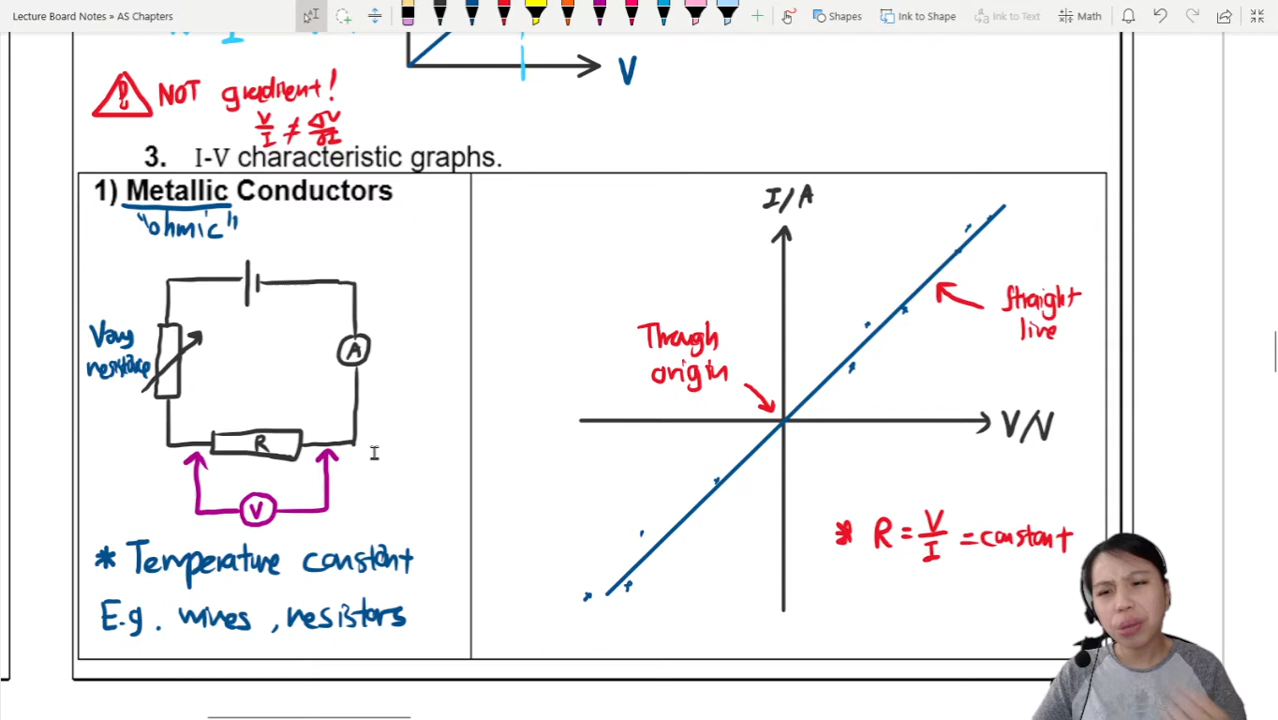 Lecture Board Notes » AS Chapters
Shapes
Ink to Shape
Ink to Text
Math
V
NOT gradient!
V/I ≠ ΔV/ΔI
3. I-V characteristic graphs.
1) Metallic Conductors
"ohmic"
Vary
resistance
A
R
V
* Temperature constant
E.g. wires, resistors
I/A
Straight
line
Through
origin
V/V
* R = V/I = constant